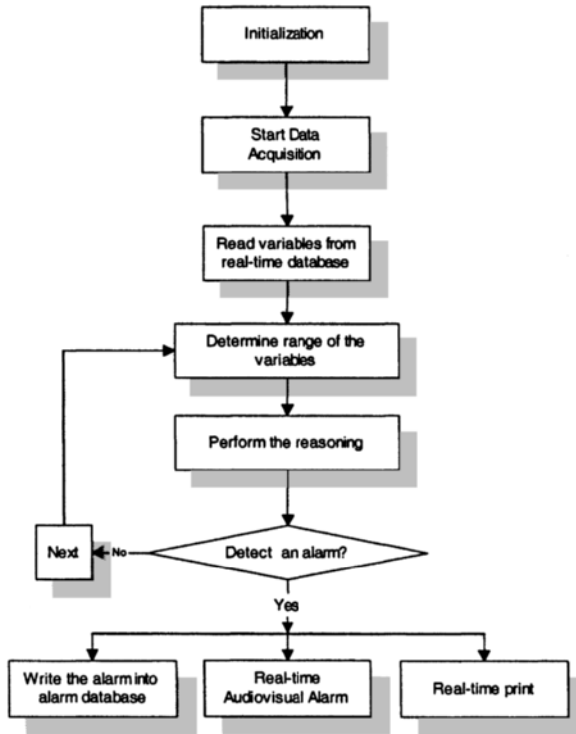 Initialization
Start Data
Acquisition
Read variables from
real-time database
Determine range of the
variables
Perform the reasoning
Detect an alarm?
No
Next
Yes
Write the alarm into
alarm database
Real-time
Audiovisual Alarm
Real-time print